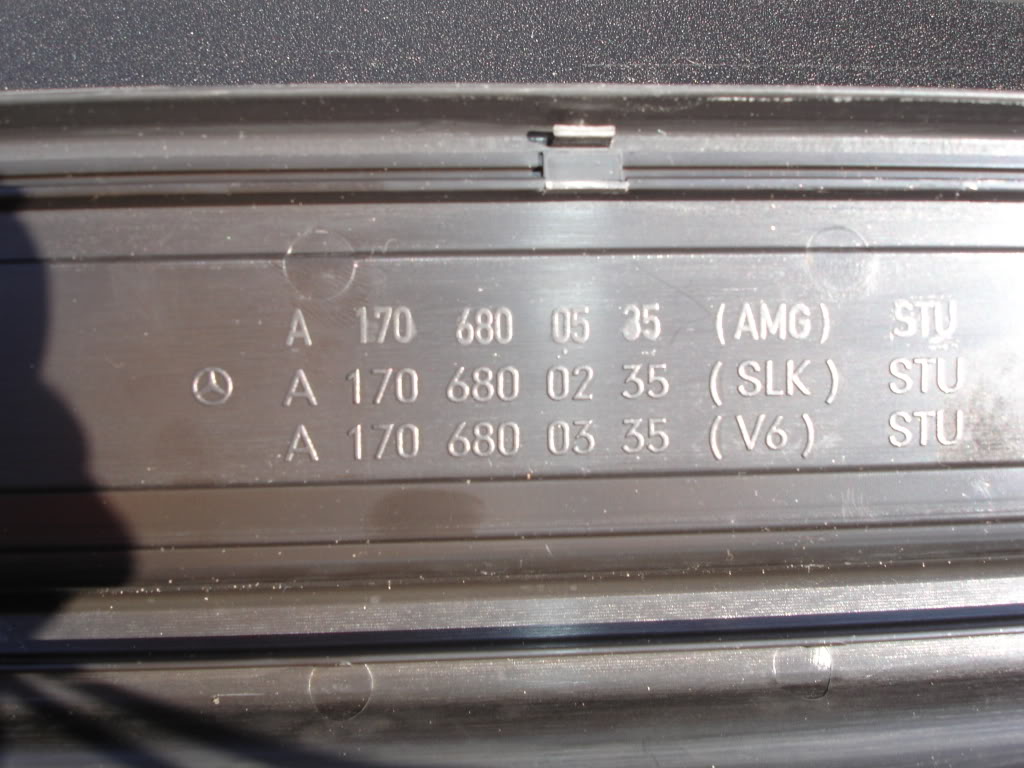 A 170 680 05 35 (AMG) STU
A 170 680 02 35 (SLK) STU
A 170 680 03 35 (V6) STU